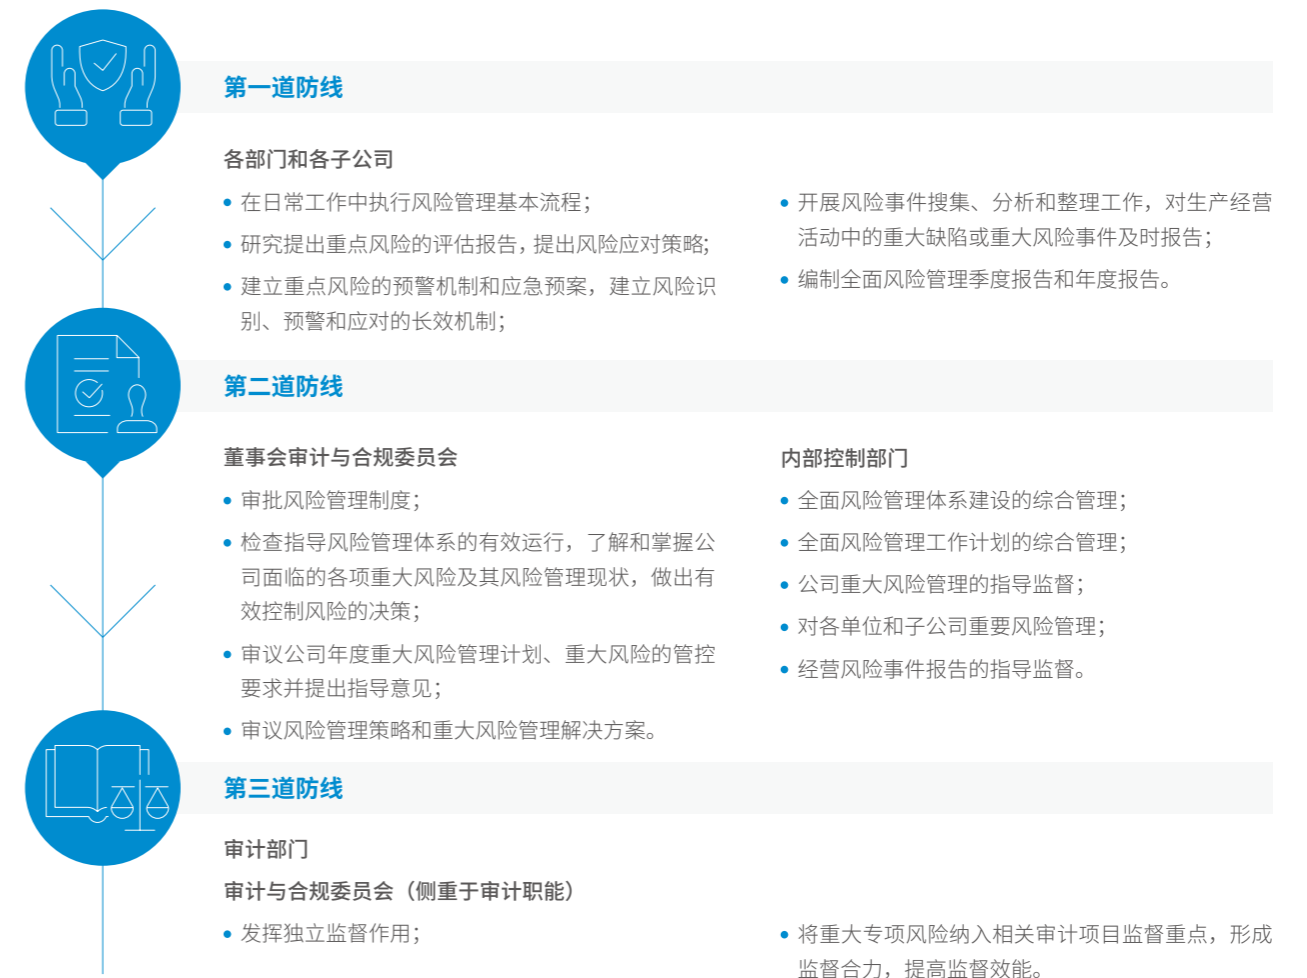 第一道防线
各部门和各子公司
在日常工作中执行风险管理基本流程；
研究提出重点风险的评估报告，提出风险应对策略；
建立重点风险的预警机制和应急预案，建立风险识
别、预警和应对的长效机制；
开展风险事件搜集、分析和整理工作，对生产经营
活动中的重大缺陷或重大风险事件及时报告；
编制全面风险管理季度报告和年度报告。
第二道防线
董事会审计与合规委员会
审批风险管理制度；
检查指导风险管理体系的有效运行，了解和掌握公
司面临的各项重大风险及其风险管理现状，做出有
效控制风险的决策；
审议公司年度重大风险管理计划、重大风险的管控
要求并提出指导意见；
审议风险管理策略和重大风险管理解决方案。
内部控制部门
全面风险管理体系建设的综合管理；
全面风险管理工作计划的综合管理；
公司重大风险管理的指导监督；
对各单位和子公司重要风险管理；
经营风险事件报告的指导监督。
第三道防线
审计部门
审计与合规委员会（侧重于审计职能）
发挥独立监督作用；
将重大专项风险纳入相关审计项目监督重点，形成
监督合力，提高监督效能。